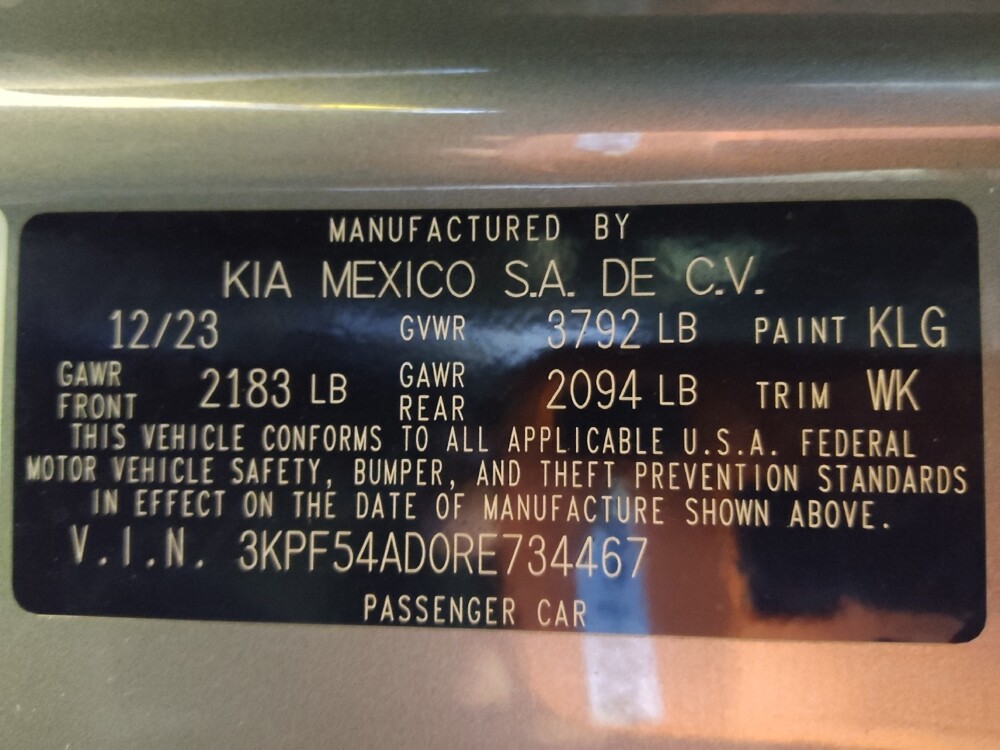 MANUFACTURED BY
KIA MEXICO S.A. DE C.V.
12/23 GVWR 3792 LB PAINT KLG
GAWR FRONT 2183 LB GAWR REAR 2094 LB TRIM WK
THIS VEHICLE CONFORMS TO ALL APPLICABLE U.S.A. FEDERAL
MOTOR VEHICLE SAFETY, BUMPER, AND THEFT PREVENTION STANDARDS
IN EFFECT ON THE DATE OF MANUFACTURE SHOWN ABOVE.
V.I.N. 3KPF54AD0RE734467
PASSENGER CAR